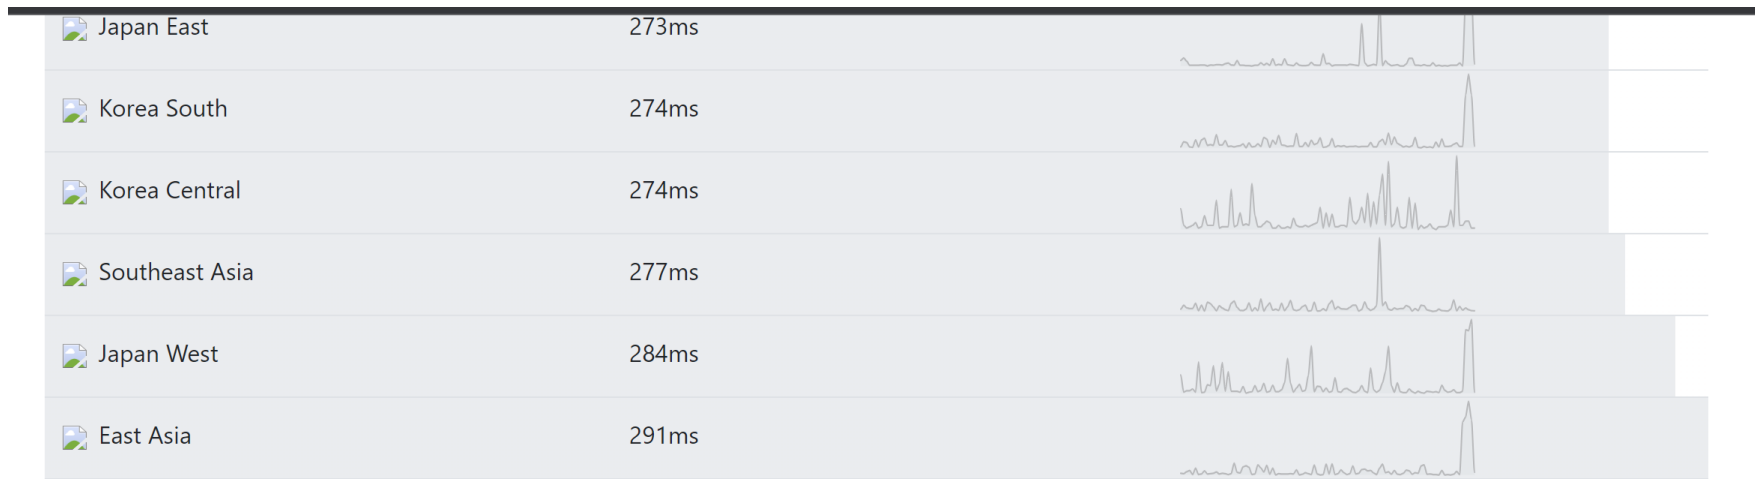 Japan East 273ms
Korea South 274ms
Korea Central 274ms
Southeast Asia 277ms
Japan West 284ms
East Asia 291ms